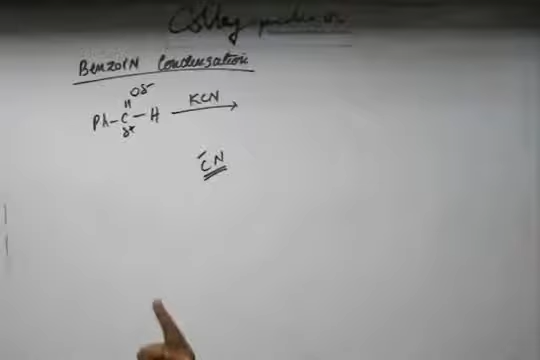 Benzoin Condensation
Oδ-
||
Ph-C-H KCN
δ+
-CN